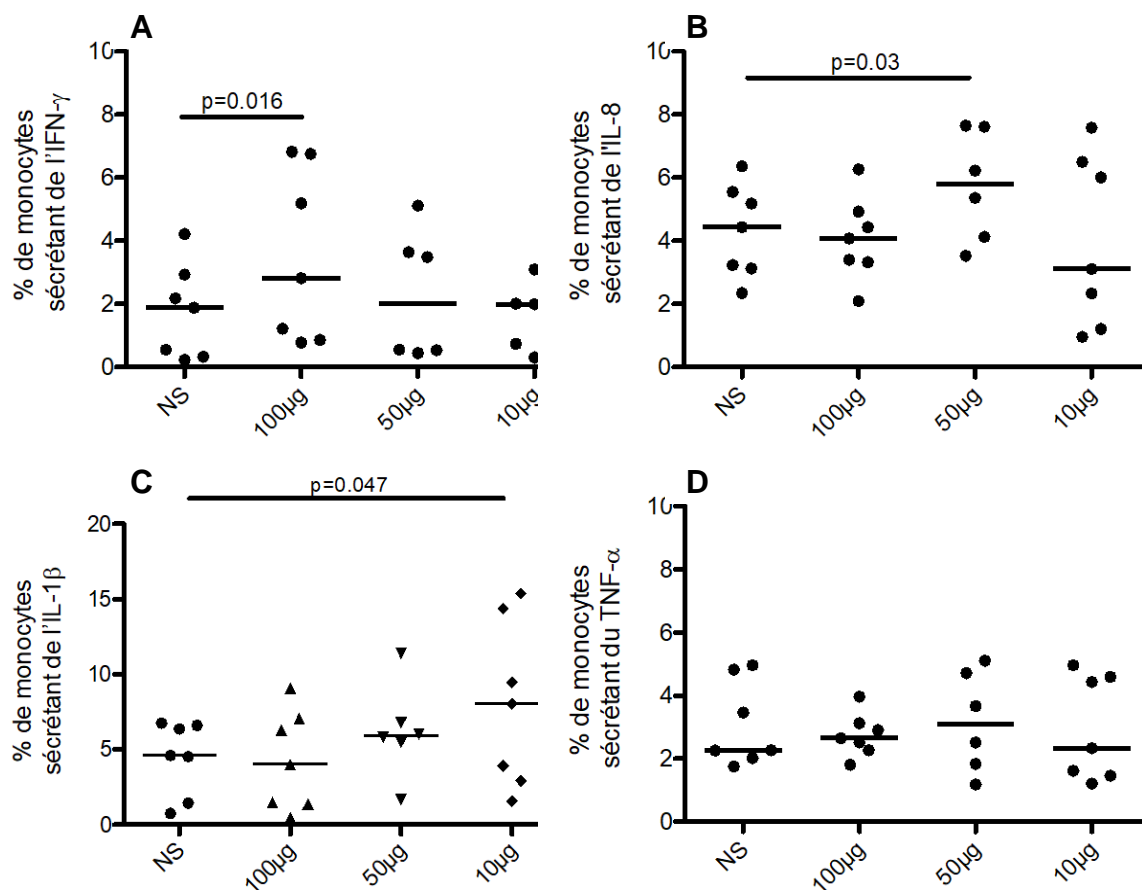 A
% de monocytes
sécrétant de l'IFN-γ
10
8
6
4
2
0
p=0.016
NS
100µg
50µg
10µg
B
% de monocytes
sécrétant de l'IL-8
10
8
6
4
2
0
p=0.03
NS
100µg
50µg
10µg
C
% de monocytes
sécrétant de l'IL-1β
20
15
10
5
0
p=0.047
NS
100µg
50µg
10µg
D
% de monocytes
sécrétant du TNF-α
10
8
6
4
2
0
NS
100µg
50µg
10µg